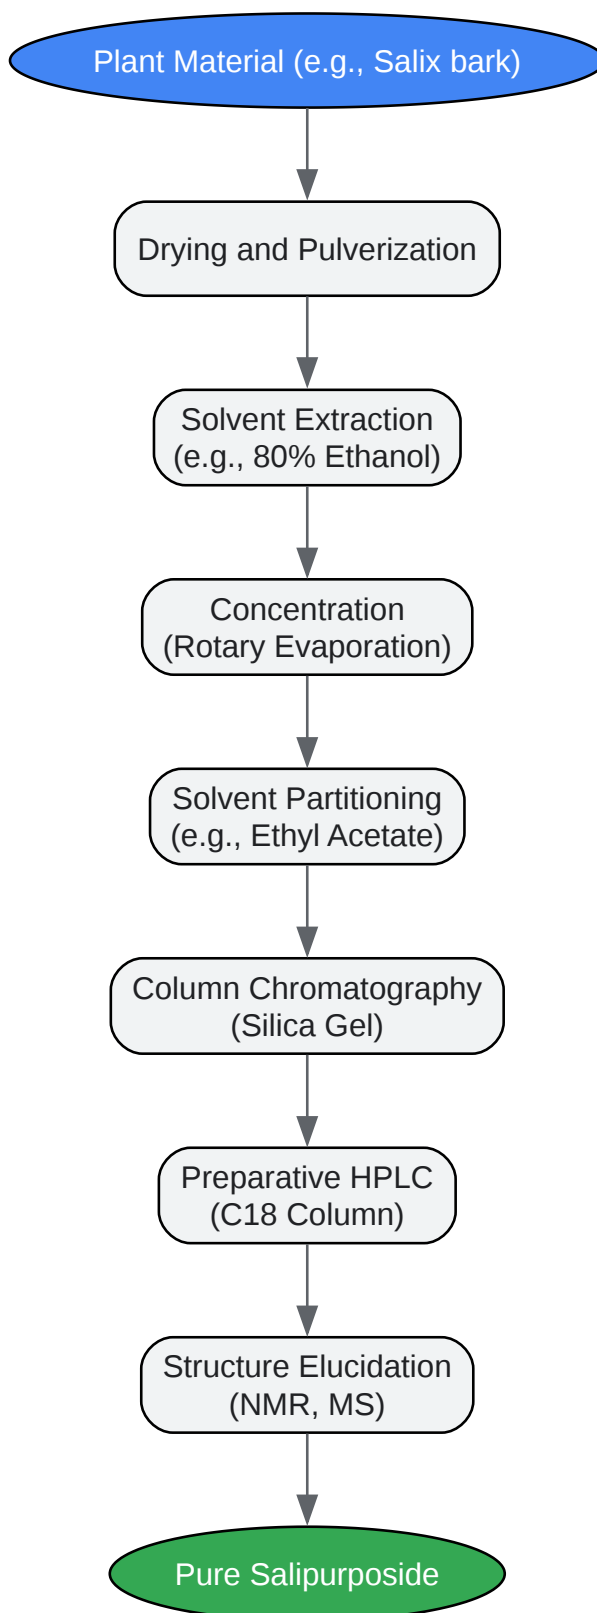 Plant Material (e.g., Salix bark)
Drying and Pulverization
Solvent Extraction
(e.g., 80% Ethanol)
Concentration
(Rotary Evaporation)
Solvent Partitioning
(e.g., Ethyl Acetate)
Column Chromatography
(Silica Gel)
Preparative HPLC
(C18 Column)
Structure Elucidation
(NMR, MS)
Pure Salipurposide